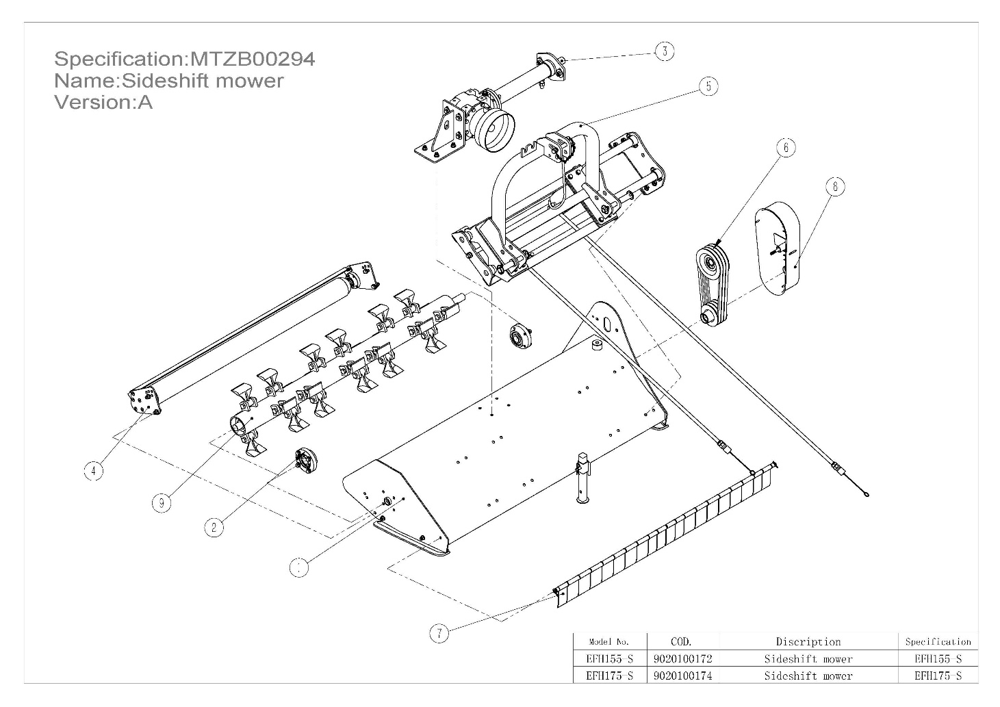 Specification:MTZB00294
Name:Sideshift mower
Version:A
3
5
6
8
4
9
2
7
Model No. COD. Discription Specification
EFH155-S 9020100172 Sideshift mower EFH155-S
EFH175-S 9020100174 Sideshift mower EFH175-S